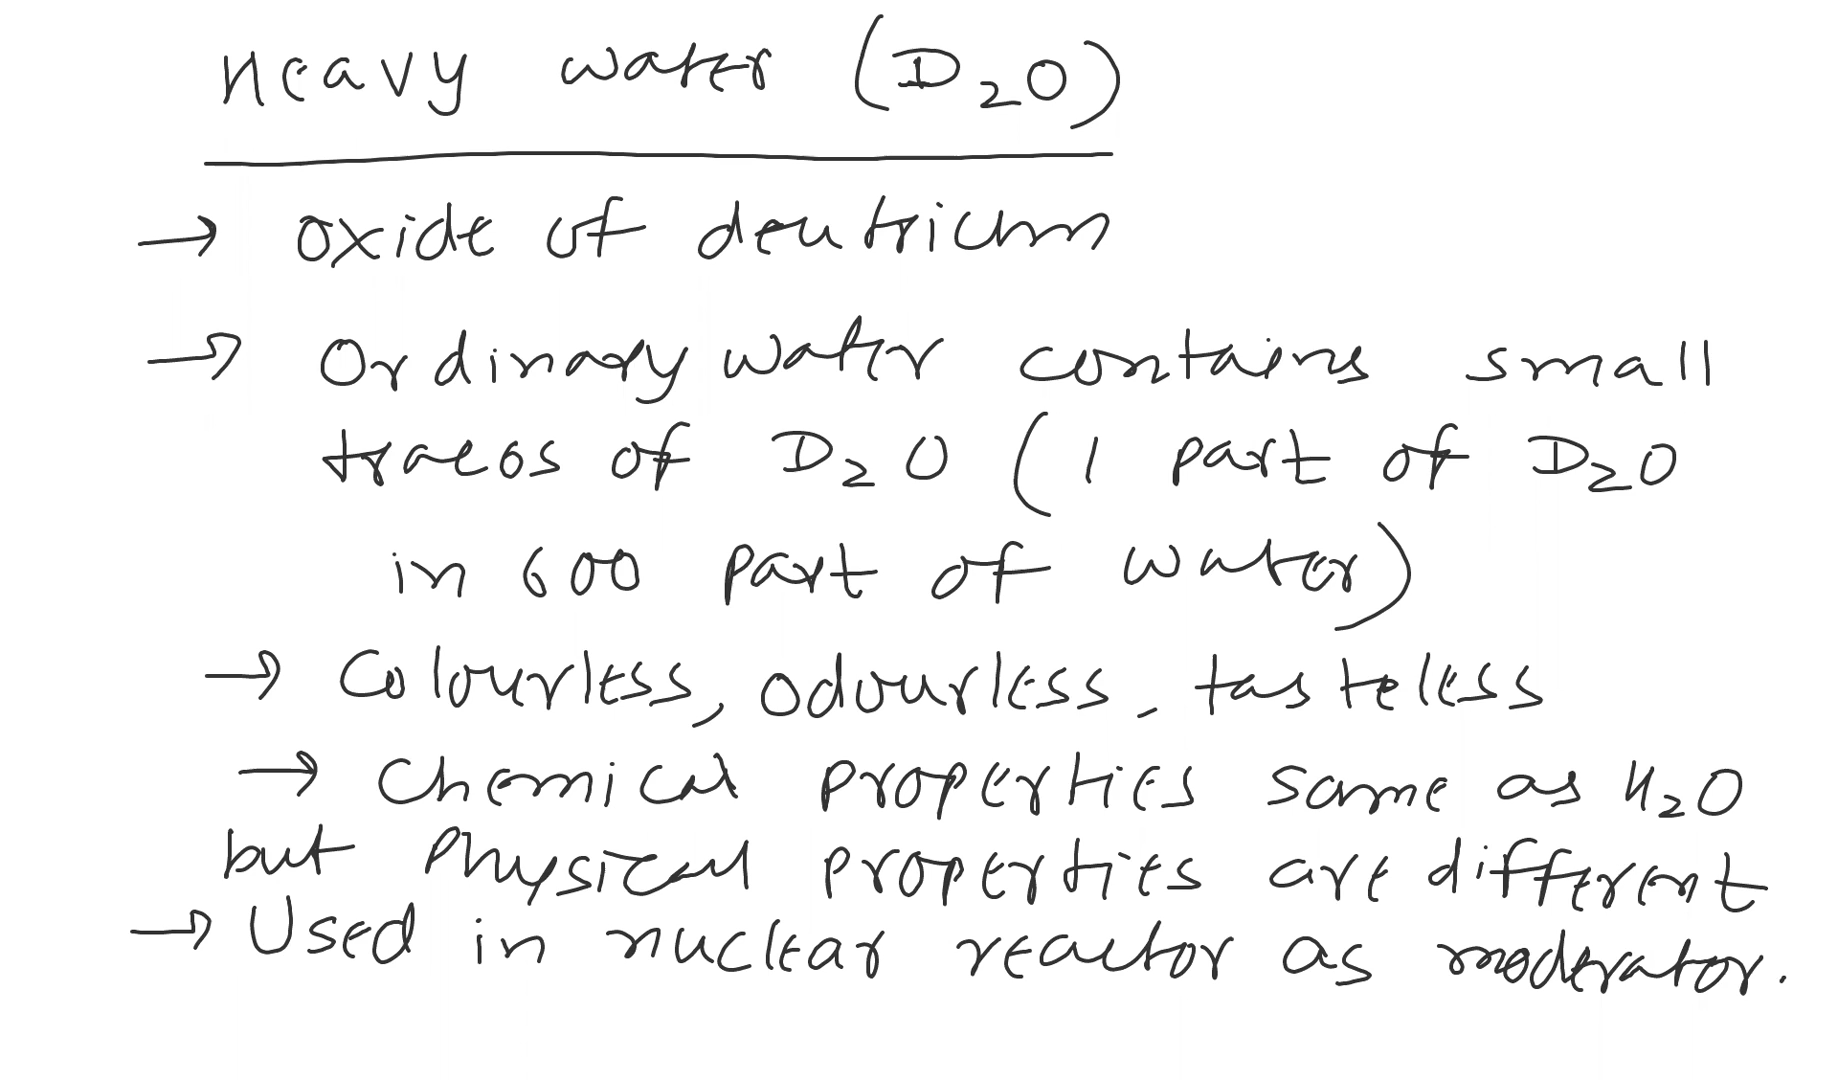 Heavy water (D₂O)
→ Oxide of deutrium
→ Ordinary water contains small
traces of D₂O (1 part of D₂O
in 600 part of water)
→ Colourless, odourless, tasteless
→ Chemical properties same as H₂O
but Physical properties are different
→ Used in nuclear reactor as moderator.